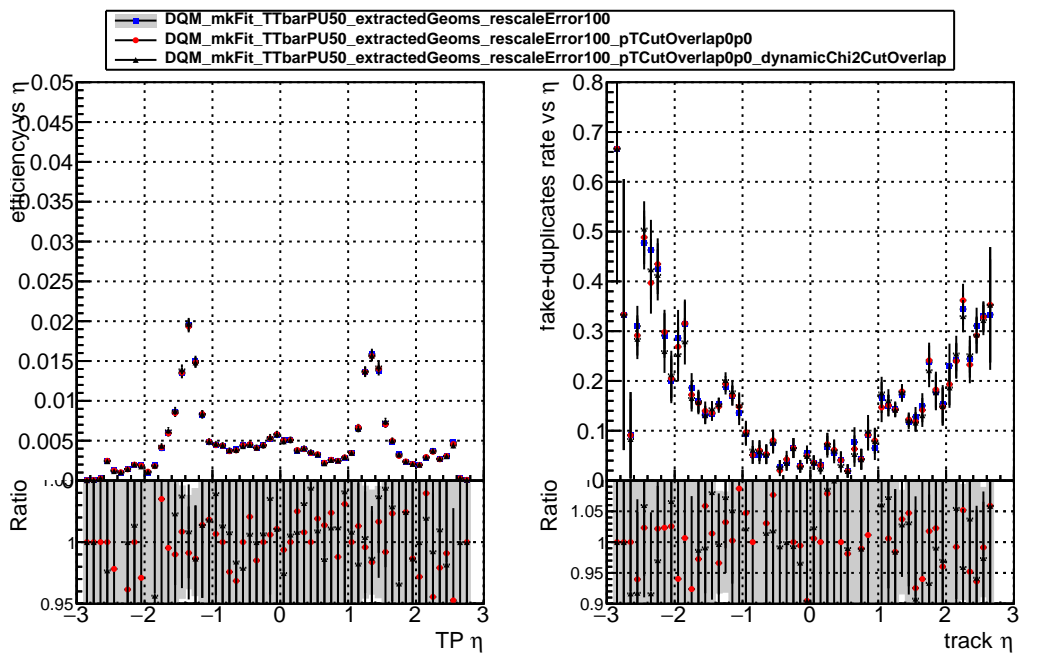 DQM_mkFit_TTbarPU50_extractedGeoms_rescaleError100
DQM_mkFit_TTbarPU50_extractedGeoms_rescaleError100_pTCutOverlap0p0
DQM_mkFit_TTbarPU50_extractedGeoms_rescaleError100_pTCutOverlap0p0_dynamicChi2CutOverlap
efficiency vs η
0.05
0.045
0.04
0.035
0.03
0.025
0.02
0.015
0.01
0.005
Ratio
1
0.95
−3 −2 −1 0 1 2 3
TP η
fake+duplicates rate vs η
0.8
0.7
0.6
0.5
0.4
0.3
0.2
0.1
Ratio
1.05
1
0.95
0.9
−3 −2 −1 0 1 2 3
track η